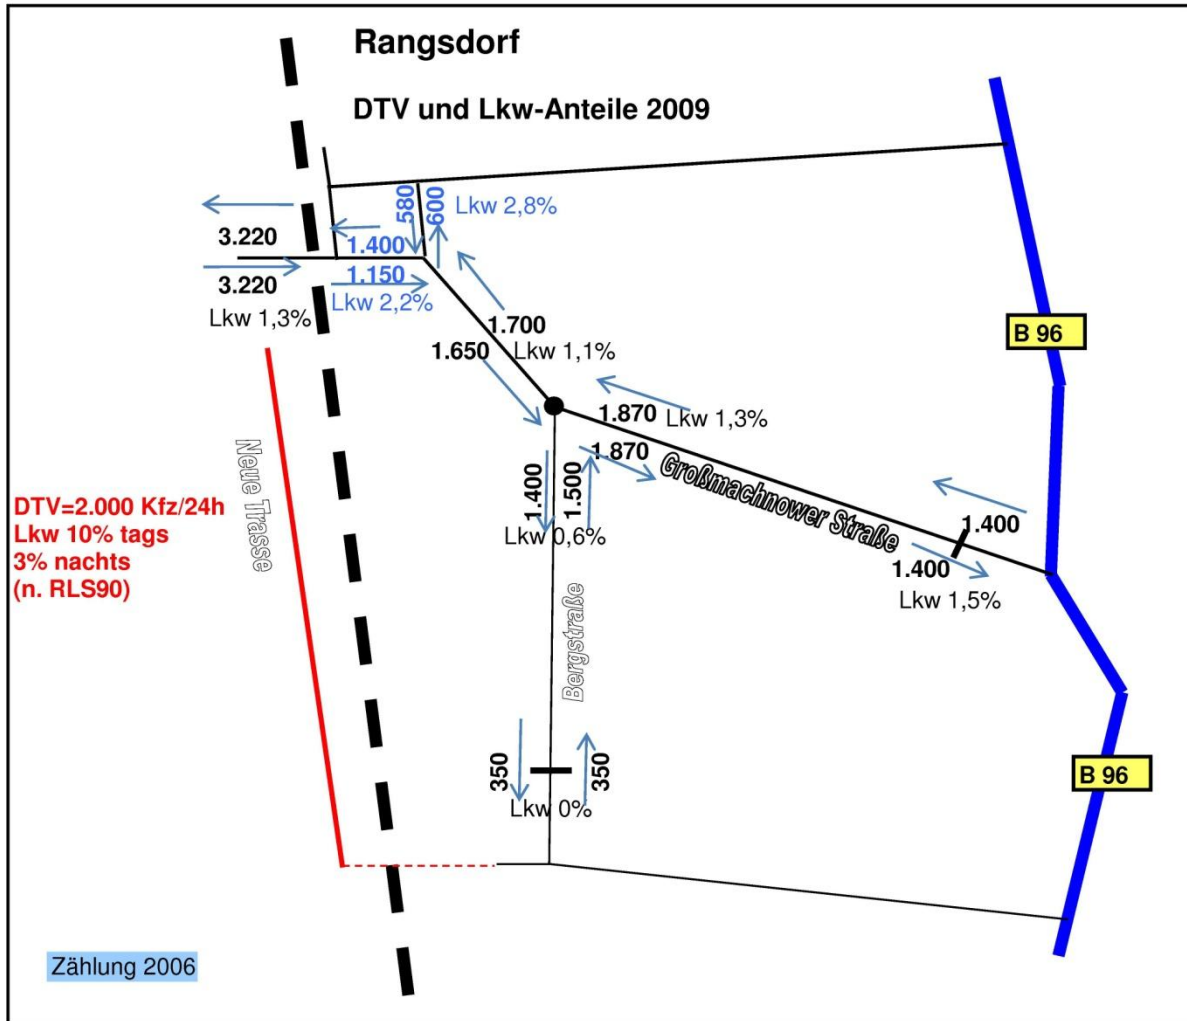 Rangsdorf
DTV und Lkw-Anteile 2009
580
600
Lkw 2,8%
3.220
1.400
3.220
1.150
Lkw 2,2%
Lkw 1,3%
1.700
Lkw 1,1%
1.650
B 96
1.870
Lkw 1,3%
1.870
Großmachnower Straße
Neue Trasse
1.400
1.500
Lkw 0,6%
DTV=2.000 Kfz/24h
Lkw 10% tags
3% nachts
(n. RLS90)
1.400
1.400
Lkw 1,5%
Bergstraße
350
350
Lkw 0%
B 96
Zählung 2006